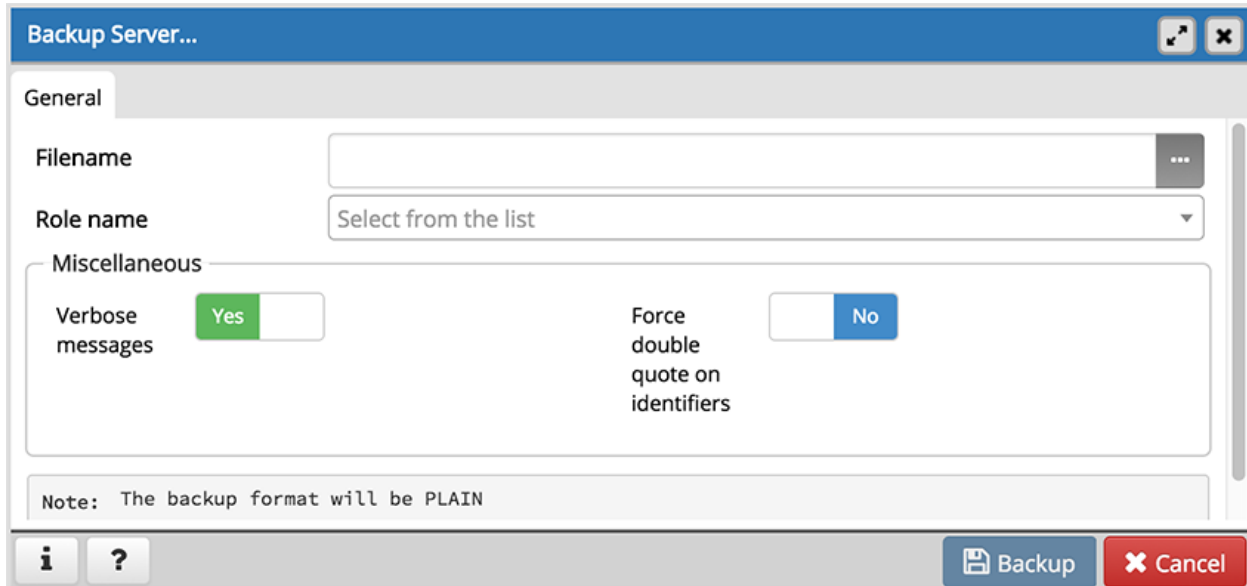 Backup Server...
General
Filename
Role name
Select from the list
Miscellaneous
Verbose
messages
Yes
Force
double
quote on
identifiers
No
Note: The backup format will be PLAIN
i ? Backup Cancel